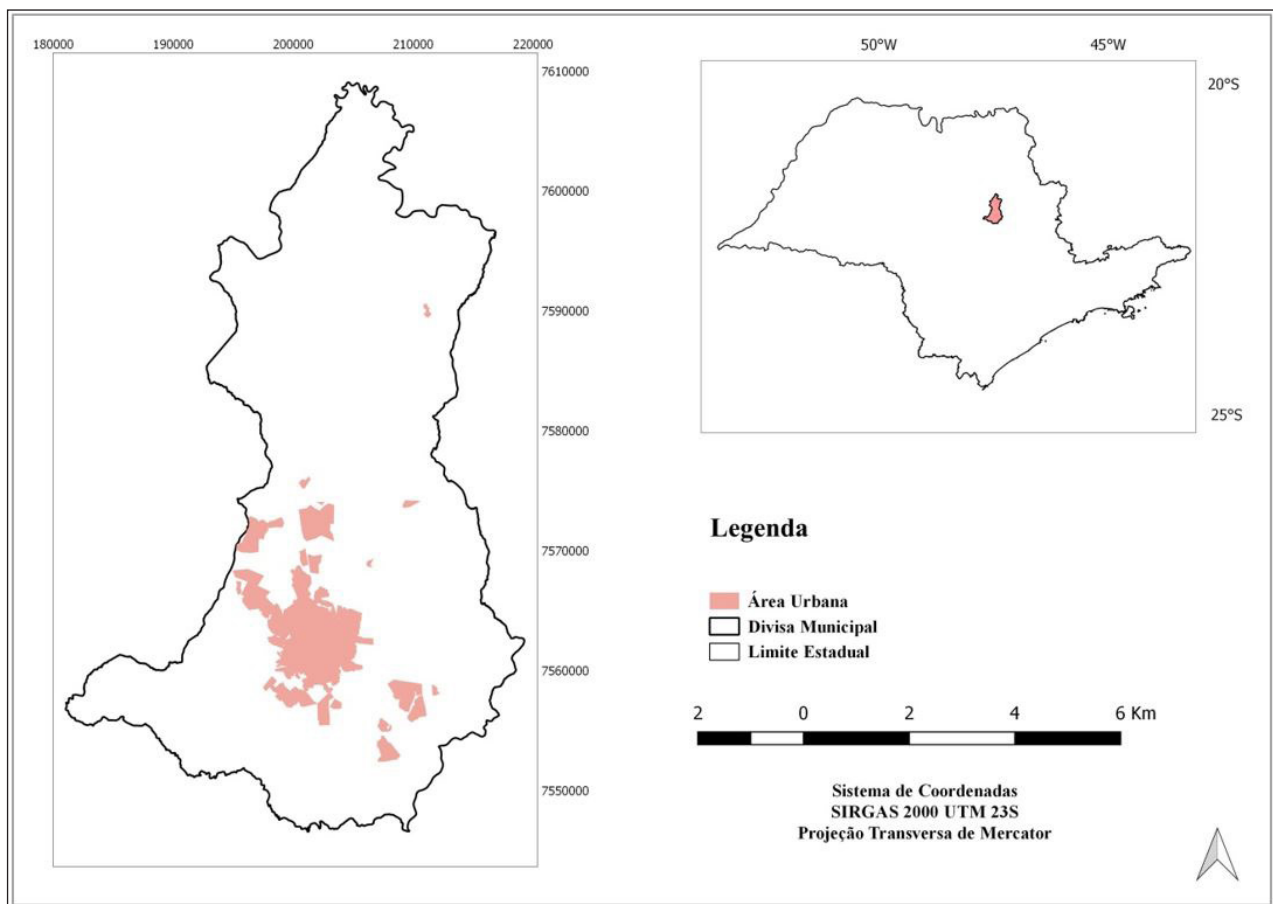 180000 190000 200000 210000 220000
7610000
7600000
7590000
7580000
7570000
7560000
7550000
50°W 45°W
20°S
25°S
Legenda
Área Urbana
Divisa Municipal
Limite Estadual
2 0 2 4 6 Km
Sistema de Coordenadas
SIRGAS 2000 UTM 23S
Projeção Transversa de Mercator